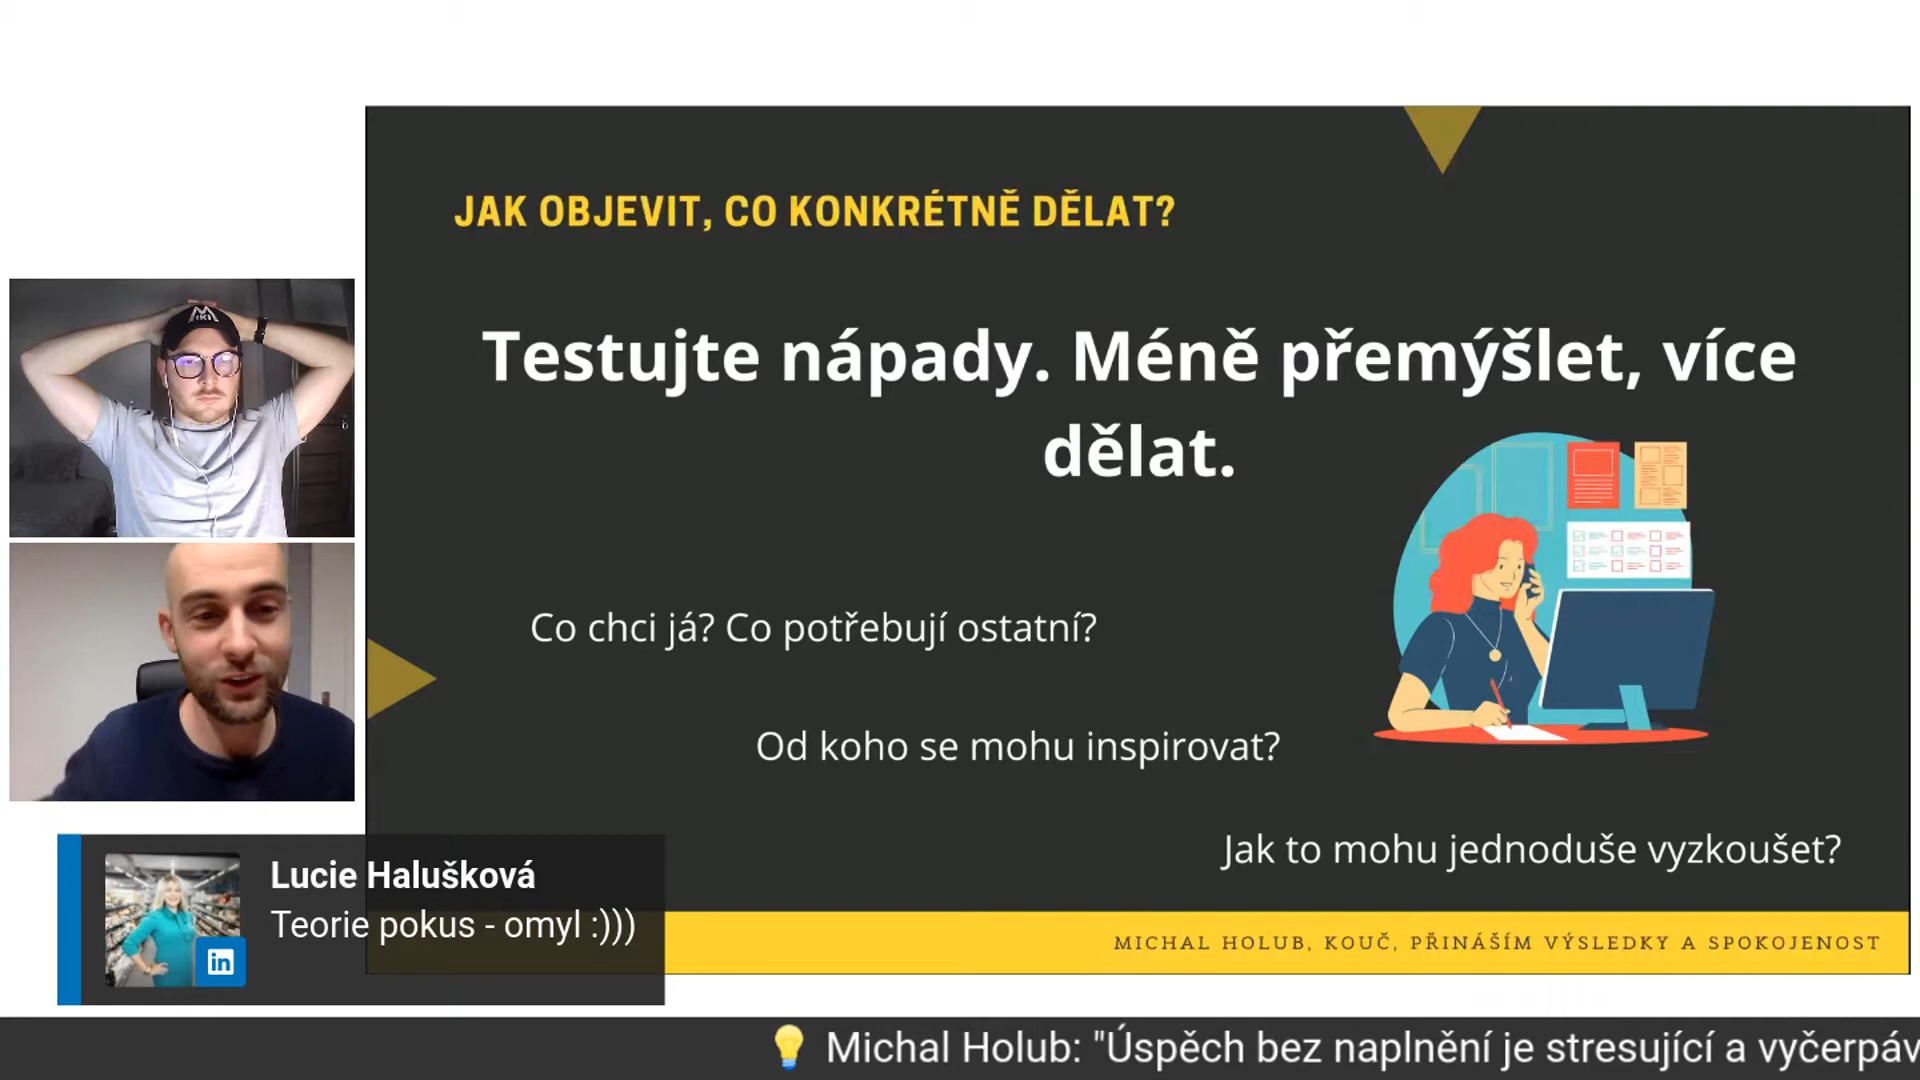 JAK OBJEVIT, CO KONKRÉTNĚ DĚLAT?
Testujte nápady. Méně přemýšlet, více
dělat.
Co chci já? Co potřebují ostatní?
Od koho se mohu inspirovat?
Jak to mohu jednoduše vyzkoušet?
MICHAL HOLUB, KOUČ, PŘINÁŠÍM VÝSLEDKY A SPOKOJENOST
Lucie Halušková
Teorie pokus - omyl :)))
in
Michal Holub: "Úspěch bez naplnění je stresující a vyčerpáv